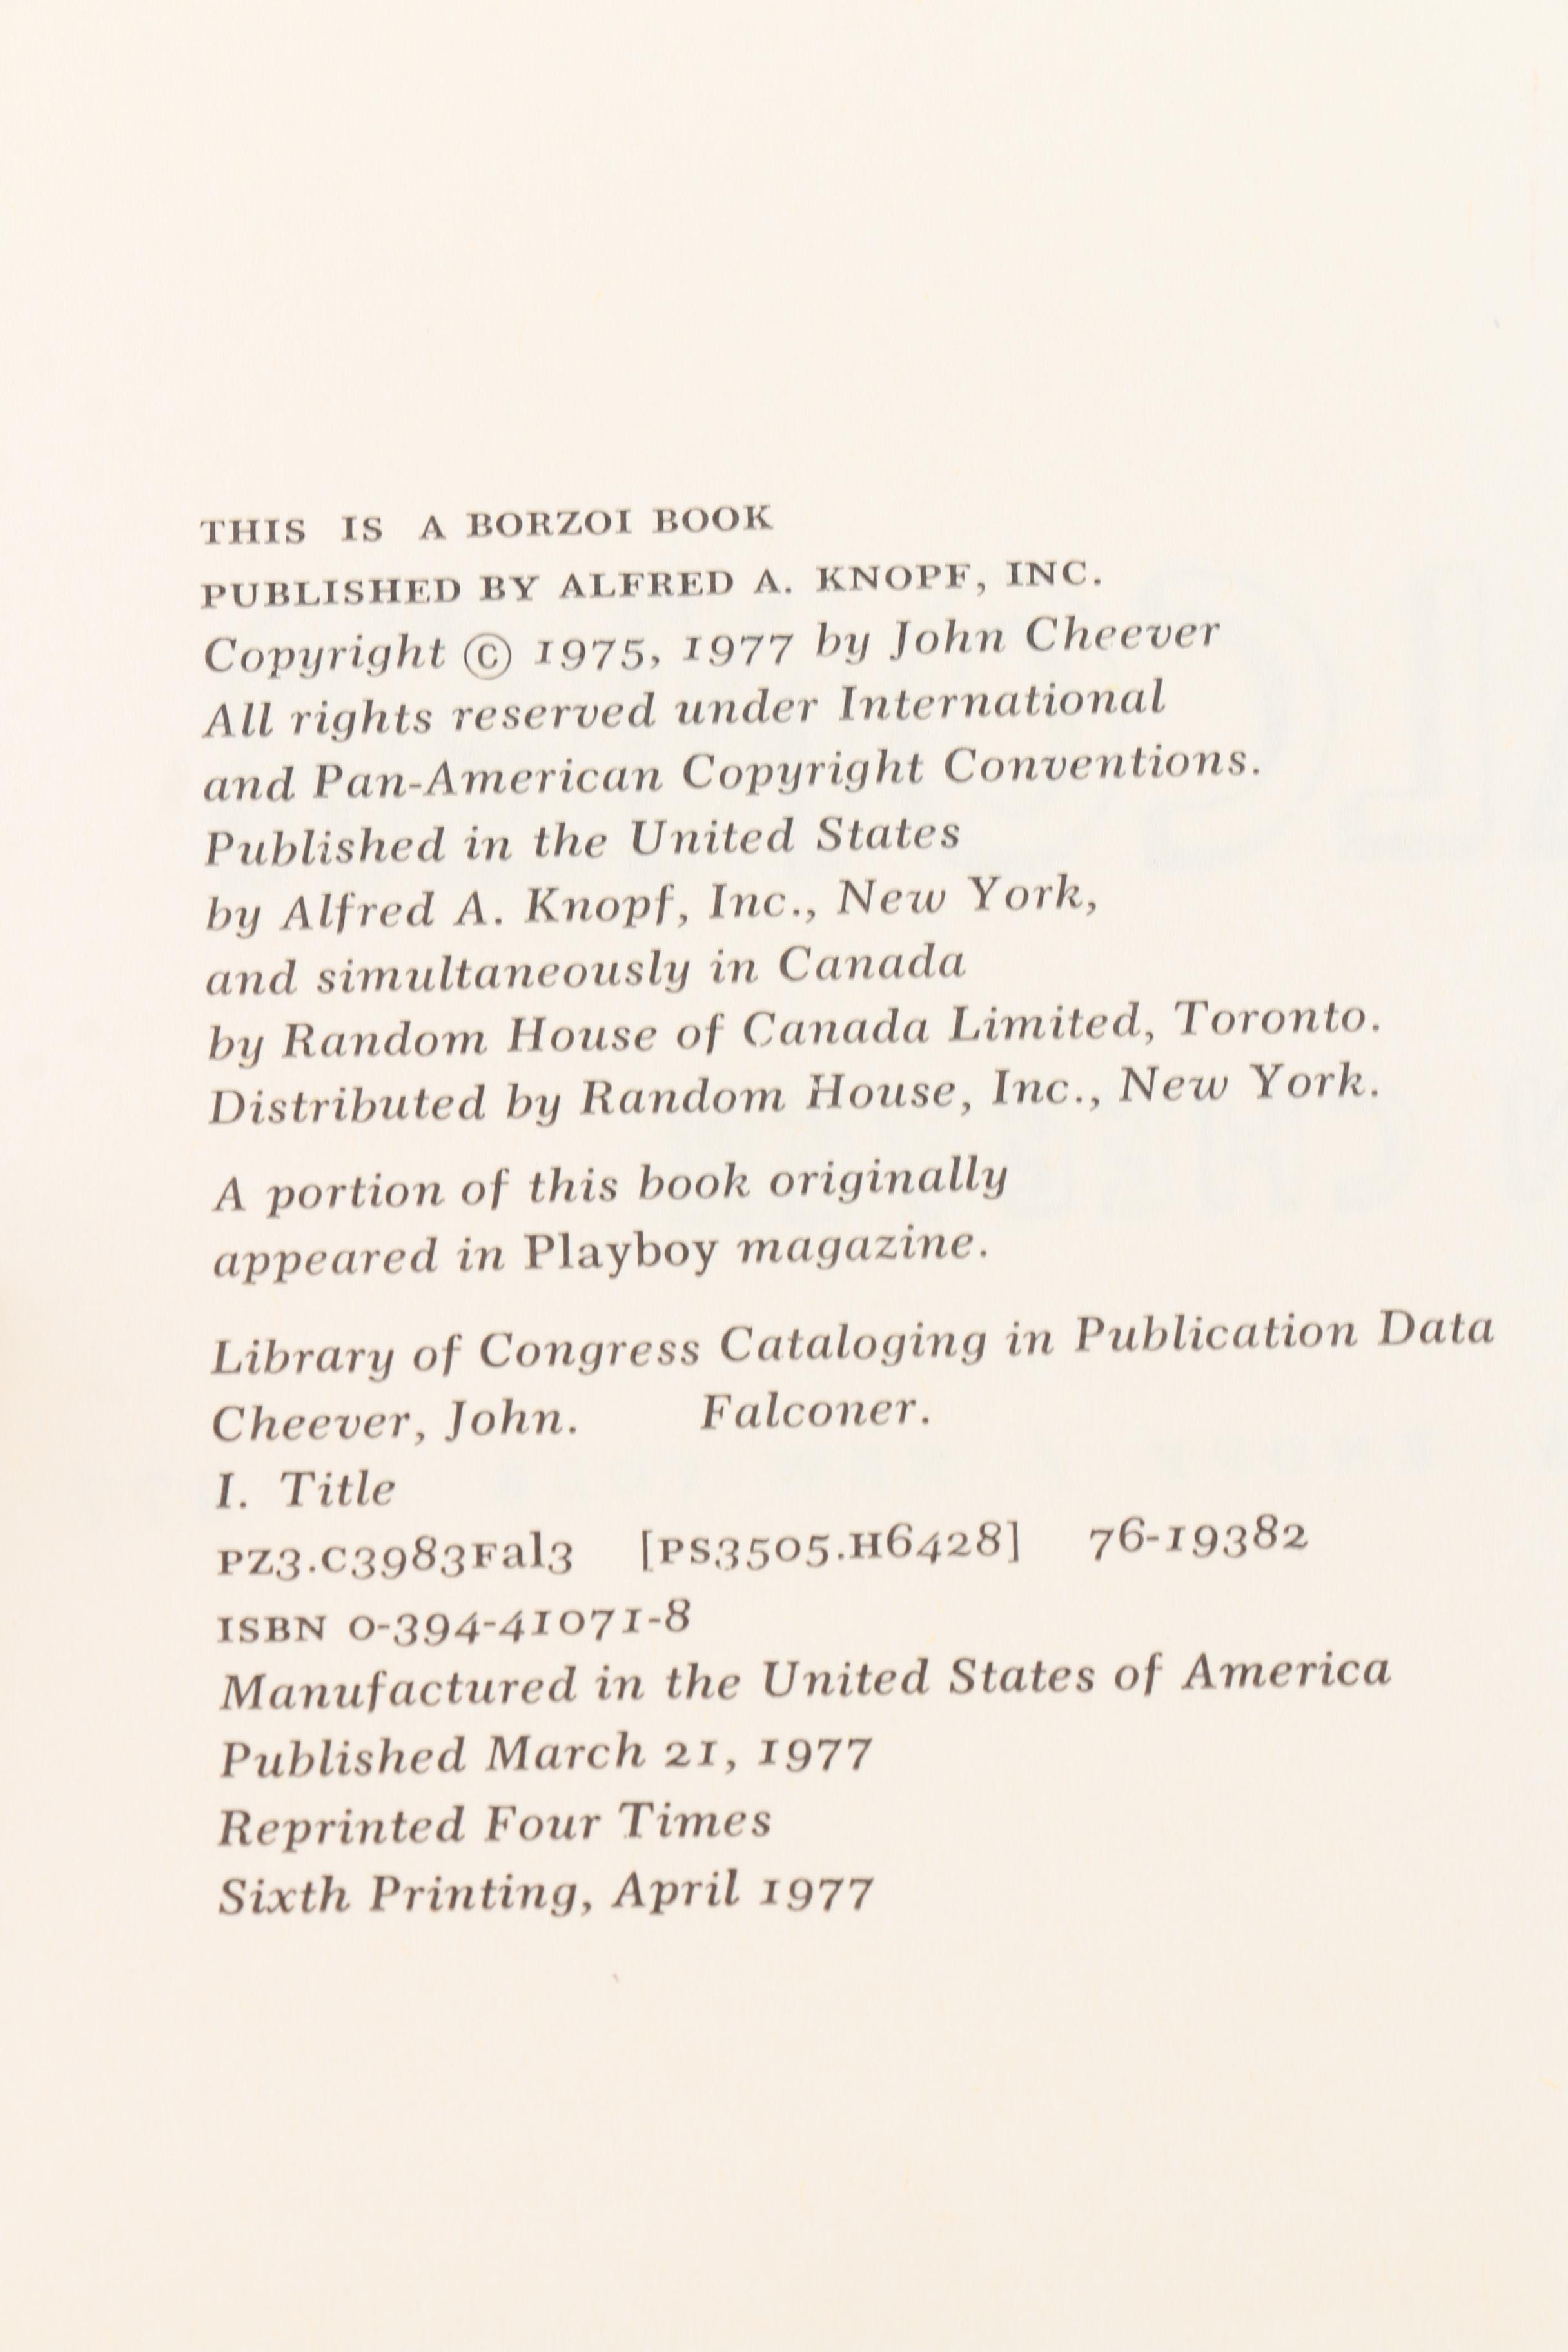 THIS IS A BORZOI BOOK
PUBLISHED BY ALFRED A. KNOPF, INC.
Copyright © 1975, 1977 by John Cheever
All rights reserved under International
and Pan-American Copyright Conventions.
Published in the United States
by Alfred A. Knopf, Inc., New York,
and simultaneously in Canada
by Random House of Canada Limited, Toronto.
Distributed by Random House, Inc., New York.
A portion of this book originally
appeared in Playboy magazine.
Library of Congress Cataloging in Publication Data
Cheever, John. Falconer.
I. Title
PZ3.C3983Fal3 [PS3505.H6428] 76-19382
ISBN 0-394-41071-8
Manufactured in the United States of America
Published March 21, 1977
Reprinted Four Times
Sixth Printing, April 1977